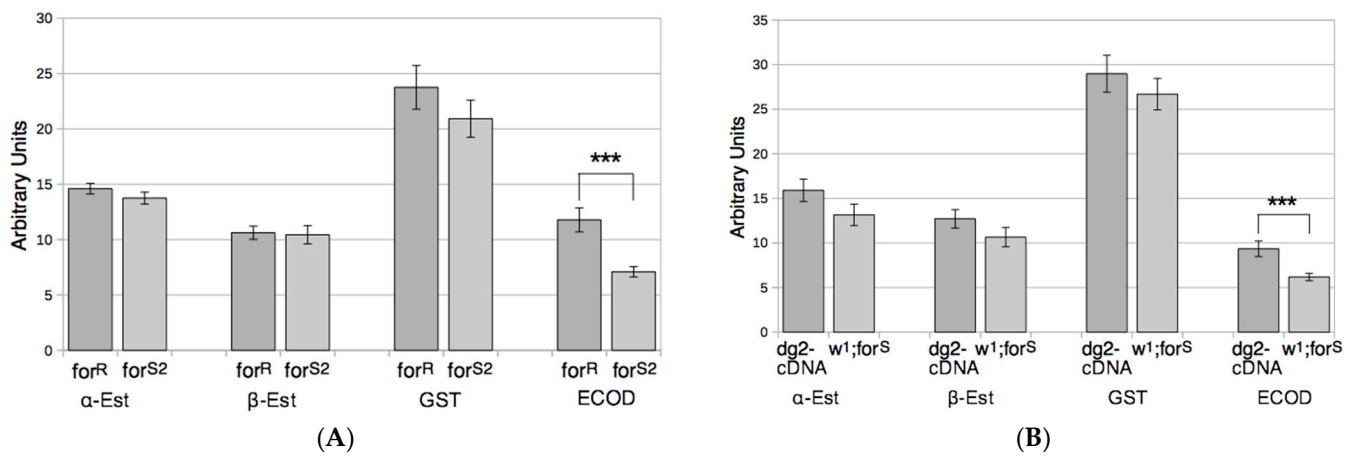 30
25
20
15
10
5
0
Arbitrary Units
***
forR forS2 forR forS2 forR forS2 forR forS2
α-Est β-Est GST ECOD
(A)
35
30
25
20
15
10
5
0
Arbitrary Units
***
dg2- w1;forS dg2- w1;forS dg2- w1;forS dg2- w1;forS
cDNA cDNA cDNA cDNA
α-Est β-Est GST ECOD
(B)